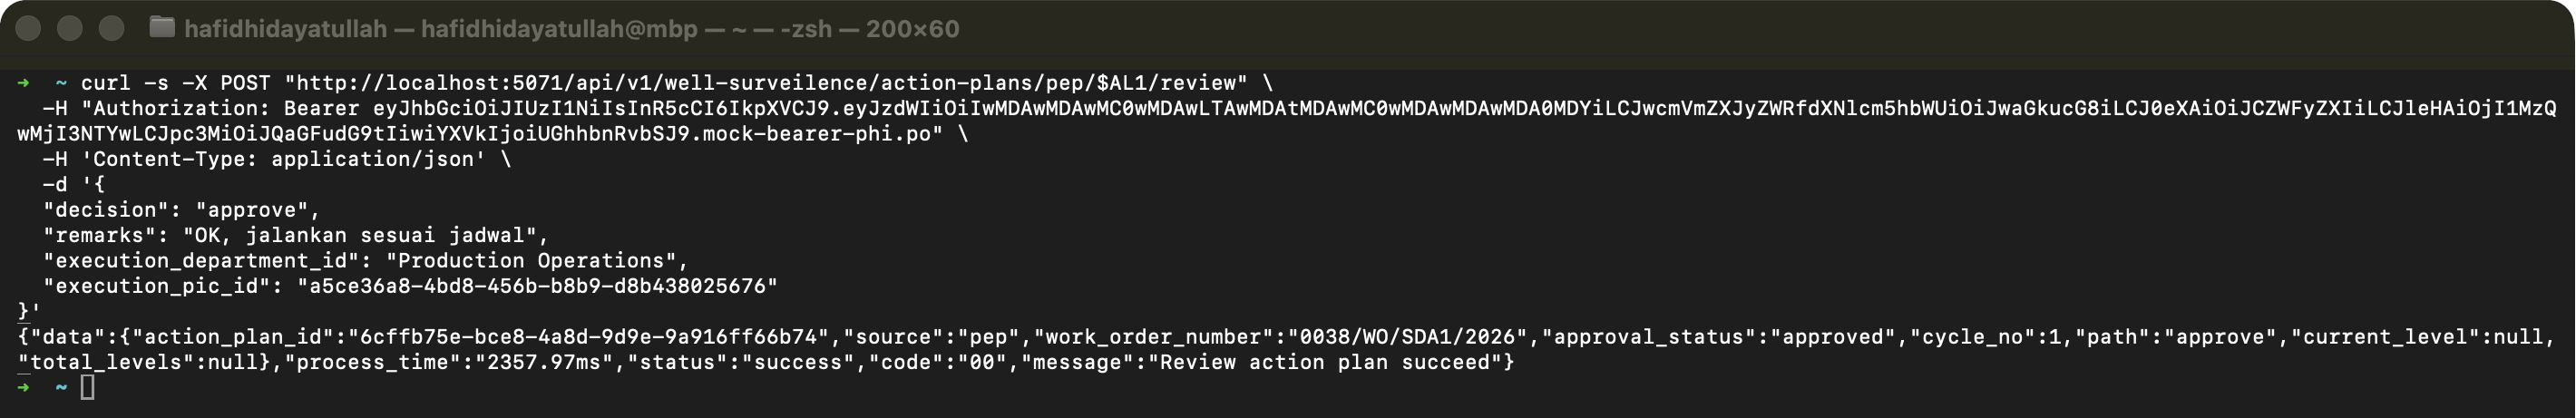 hafidhidayatullah — hafidhidayatullah@mbp — ~ — -zsh — 200×60
➜  ~ curl -s -X POST "http://localhost:5071/api/v1/well-surveilence/action-plans/pep/$AL1/review" \
  -H "Authorization: Bearer eyJhbGciOiJIUzI1NiIsInR5cCI6IkpXVCJ9.eyJzdWIiOiIwMDAwMDAwMC0wMDAwLTAwMDAtMDAwMC0wMDAwMDAwMDA0MDYiLCJwcmVmZXJyZWRfdXNlcm5hbWUiOiJwaGkucG8iLCJ0eXAiOiJCZWFyZXIiLCJleHAiOjI1MzQ
wMjI3NTYwLCJpc3MiOiJQaGFudG9tIiwiYXVkIjoiUGhhbnRvbSJ9.mock-bearer-phi.po" \
  -H 'Content-Type: application/json' \
  -d '{
  "decision": "approve",
  "remarks": "OK, jalankan sesuai jadwal",
  "execution_department_id": "Production Operations",
  "execution_pic_id": "a5ce36a8-4bd8-456b-b8b9-d8b438025676"
}'
{"data":{"action_plan_id":"6cffb75e-bce8-4a8d-9d9e-9a916ff66b74","source":"pep","work_order_number":"0038/WO/SDA1/2026","approval_status":"approved","cycle_no":1,"path":"approve","current_level":null,
"total_levels":null},"process_time":"2357.97ms","status":"success","code":"00","message":"Review action plan succeed"}
➜  ~